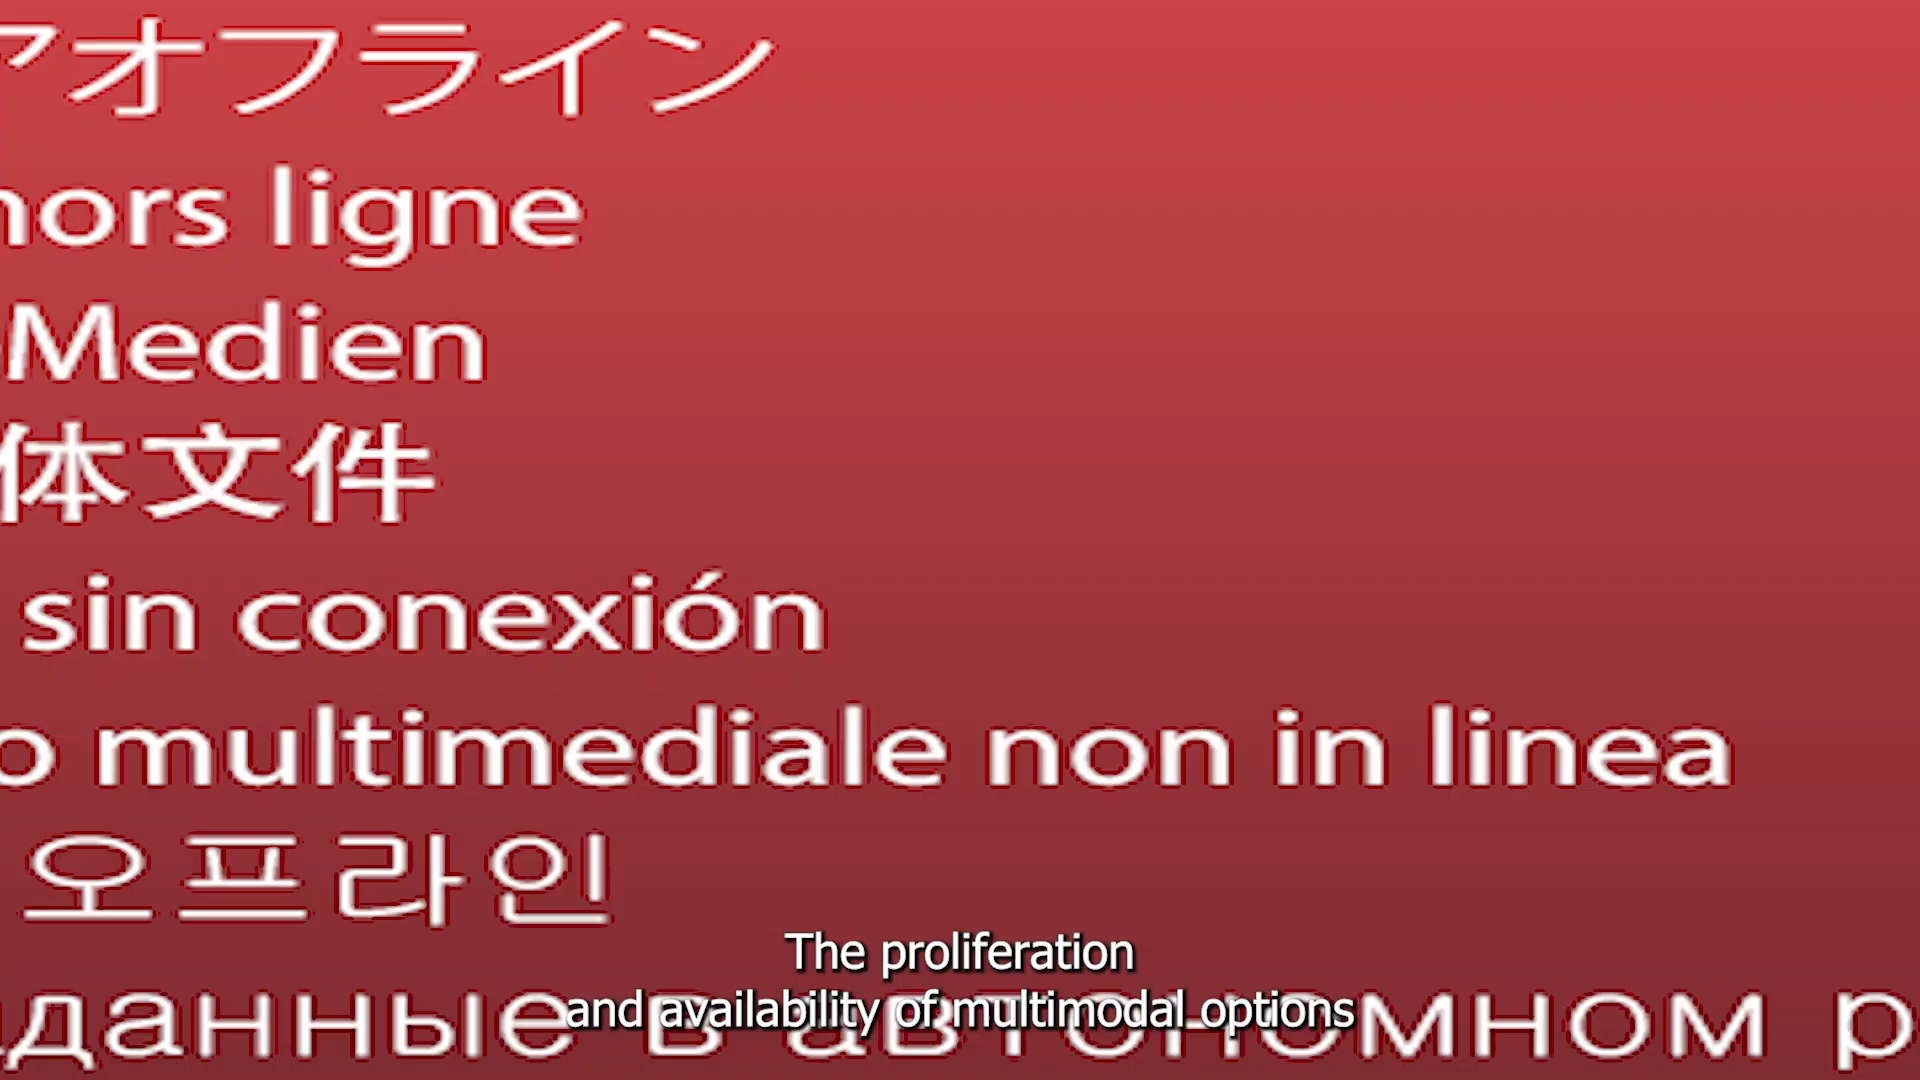 アオフライン
hors ligne
Medien
体文件
sin conexión
o multimediale non in linea
오프라인
The proliferation
and availability of multimodal options
данные в автономном р